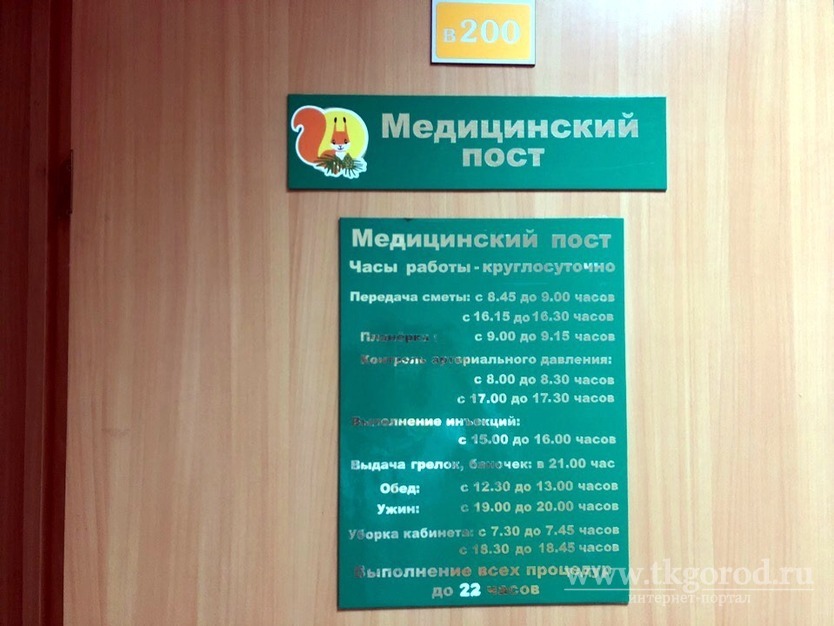 в 200
Медицинский
пост
Медицинский пост
Часы работы - круглосуточно
Передача сметы: с 8.45 до 9.00 часов
с 16.15 до 16.30 часов
Планёрка: с 9.00 до 9.15 часов
Контроль артериального давления:
с 8.00 до 8.30 часов
с 17.00 до 17.30 часов
Выполнение инъекций:
с 15.00 до 16.00 часов
Выдача грелок, баночек: в 21.00 час
Обед: с 12.30 до 13.00 часов
Ужин: с 19.00 до 20.00 часов
Уборка кабинета: с 7.30 до 7.45 часов
с 18.30 до 18.45 часов
Выполнение всех процедур
до 22 часов
www.tkgorod.ru
интернет-портал